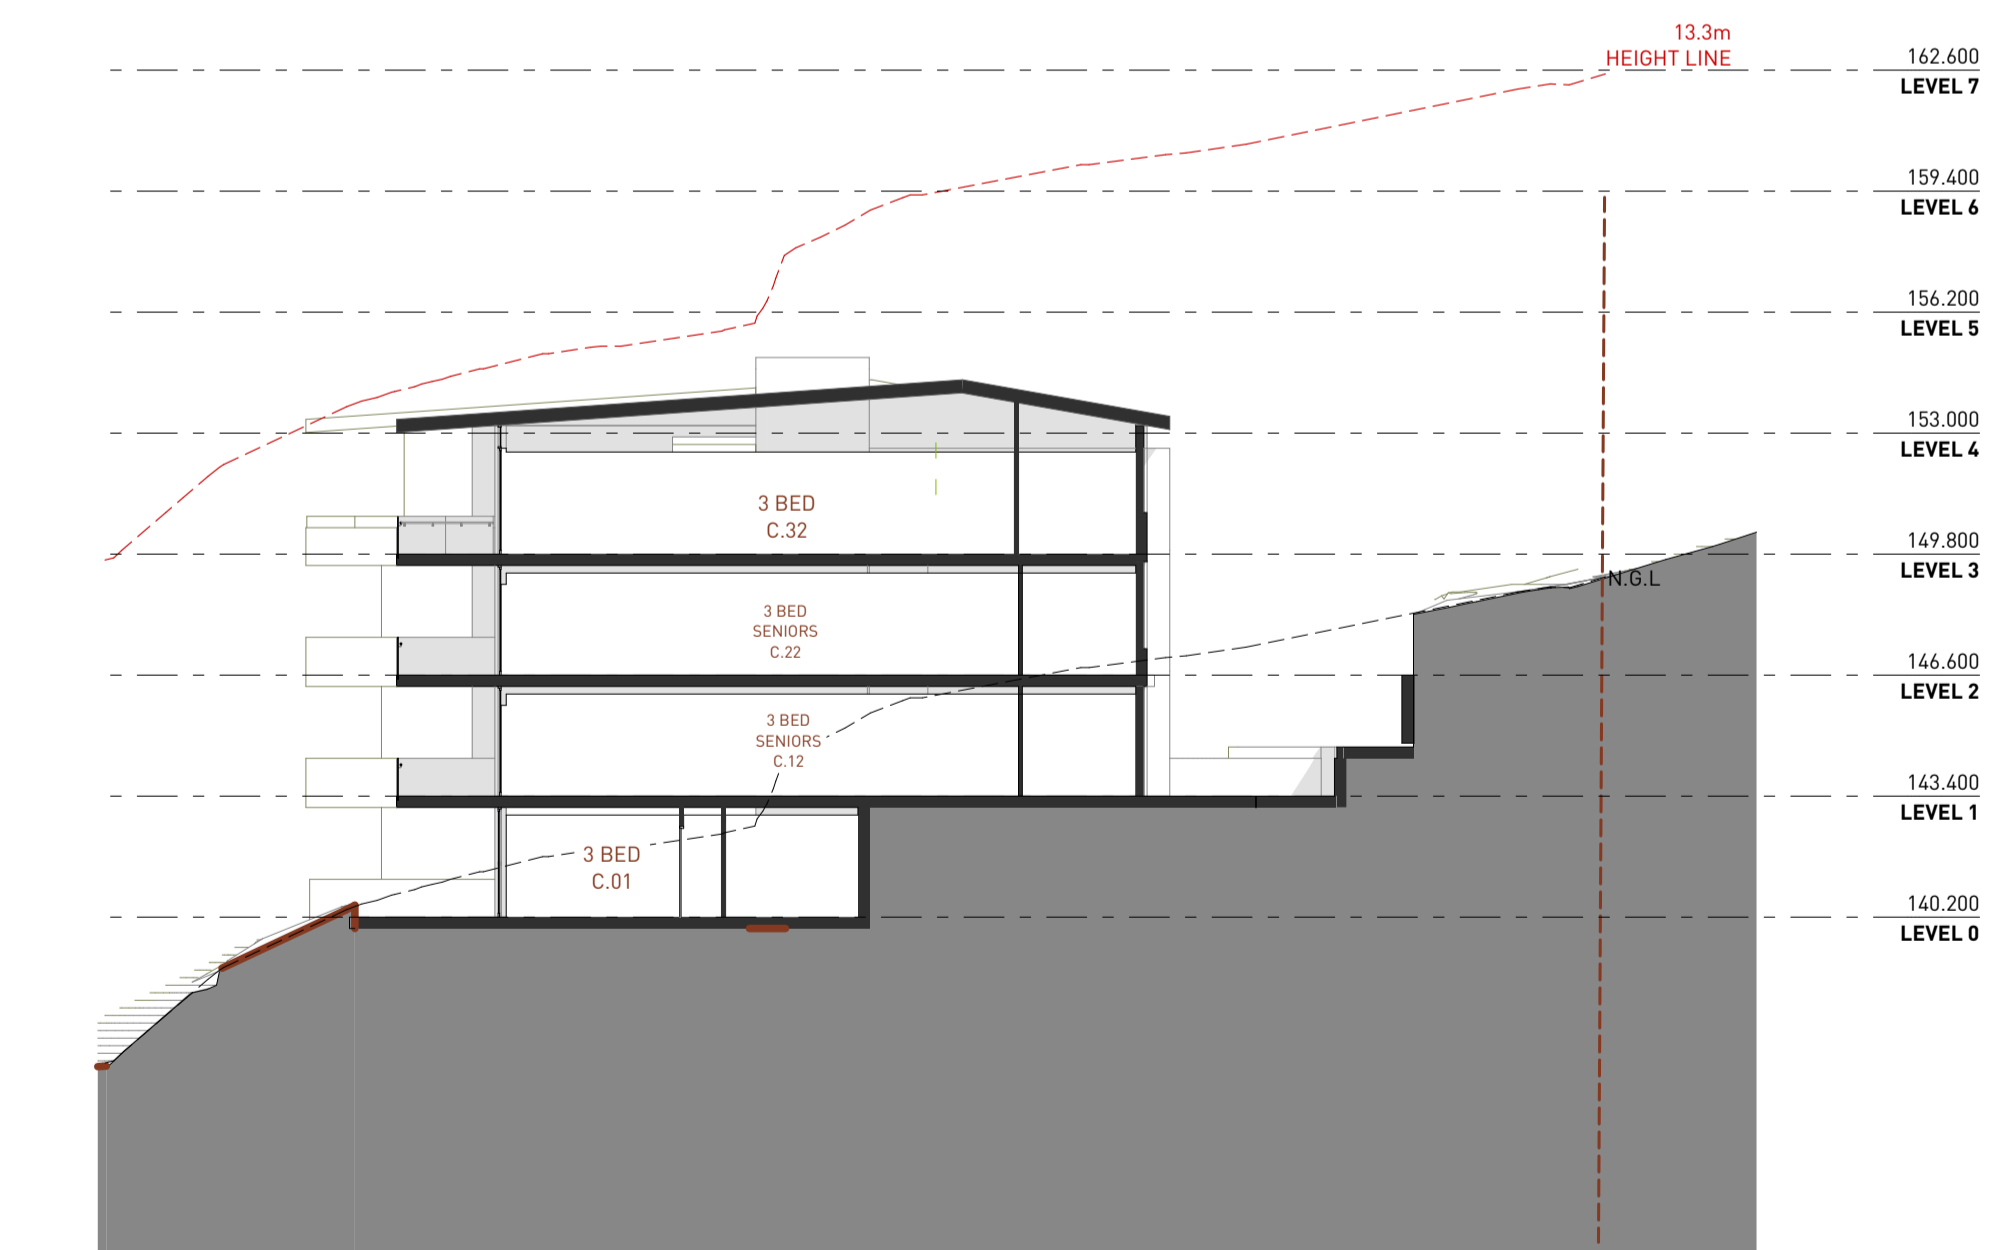 13.3m
HEIGHT LINE
162.600
LEVEL 7
159.400
LEVEL 6
156.200
LEVEL 5
153.000
LEVEL 4
3 BED
C.32
149.800
LEVEL 3
N.G.L
3 BED
SENIORS
C.22
146.600
LEVEL 2
3 BED
SENIORS
C.12
143.400
LEVEL 1
3 BED
C.01
140.200
LEVEL 0